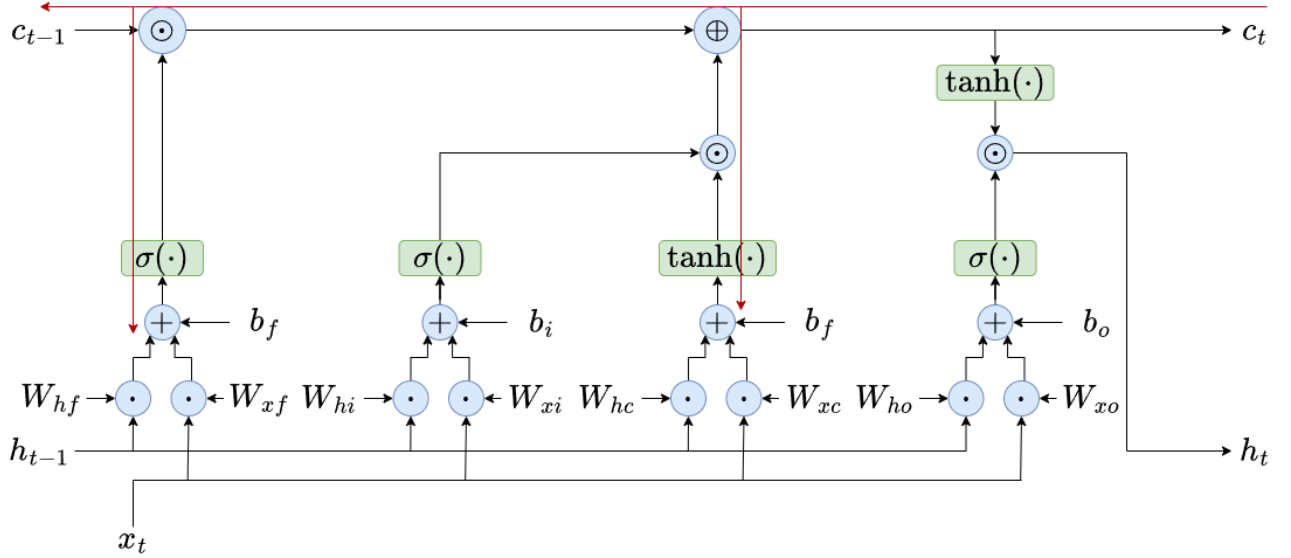 c_{t−1} ⊙ ⊕ c_t
tanh(·)
⊙ ⊙
σ(·) σ(·) tanh(·) σ(·)
+ b_f + b_i + b_f + b_o
W_{hf} · · W_{xf} W_{hi} · · W_{xi} W_{hc} · · W_{xc} W_{ho} · · W_{xo}
h_{t−1} h_t
x_t